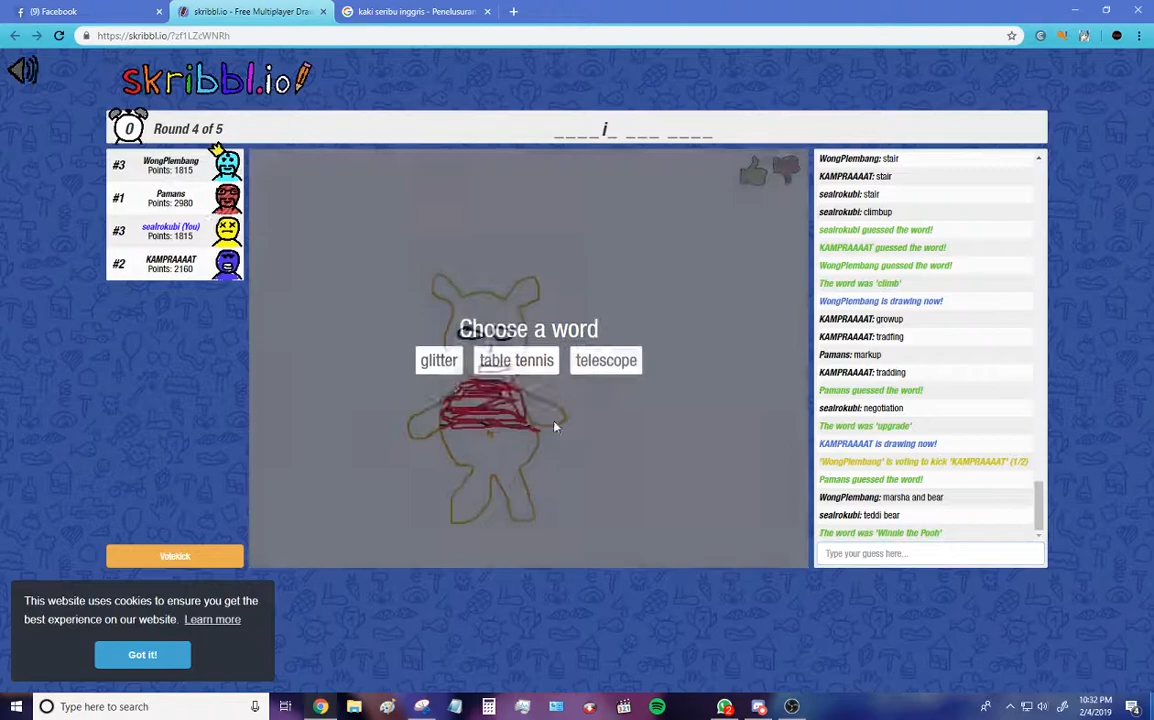 (9) Facebook
skribbl.io - Free Multiplayer Draw
kaki seribu inggris - Penelusuran
https://skribbl.io/?zf1LZcWNRh
skribbl.io
0
Round 4 of 5
____i_ ___ ____
#3 WongPlembang
Points: 1815
#1 Pamans
Points: 2980
#3 sealrokubi (You)
Points: 1815
#2 KAMPRAAAAT
Points: 2160
Choose a word
glitter table tennis telescope
WongPlembang: stair
KAMPRAAAAT: stair
sealrokubi: stair
sealrokubi: climbup
sealrokubi guessed the word!
KAMPRAAAAT guessed the word!
WongPlembang guessed the word!
The word was 'climb'
WongPlembang is drawing now!
KAMPRAAAAT: growup
KAMPRAAAAT: tradfing
Pamans: markup
KAMPRAAAAT: tradding
Pamans guessed the word!
sealrokubi: negotiation
The word was 'upgrade'
KAMPRAAAAT is drawing now!
'WongPlembang' is voting to kick 'KAMPRAAAAT' (1/2)
Pamans guessed the word!
WongPlembang: marsha and bear
sealrokubi: teddi bear
The word was 'Winnie the Pooh'
Type your guess here...
Votekick
This website uses cookies to ensure you get the
best experience on our website. Learn more
Got it!
Type here to search
2
10:32 PM
2/4/2019